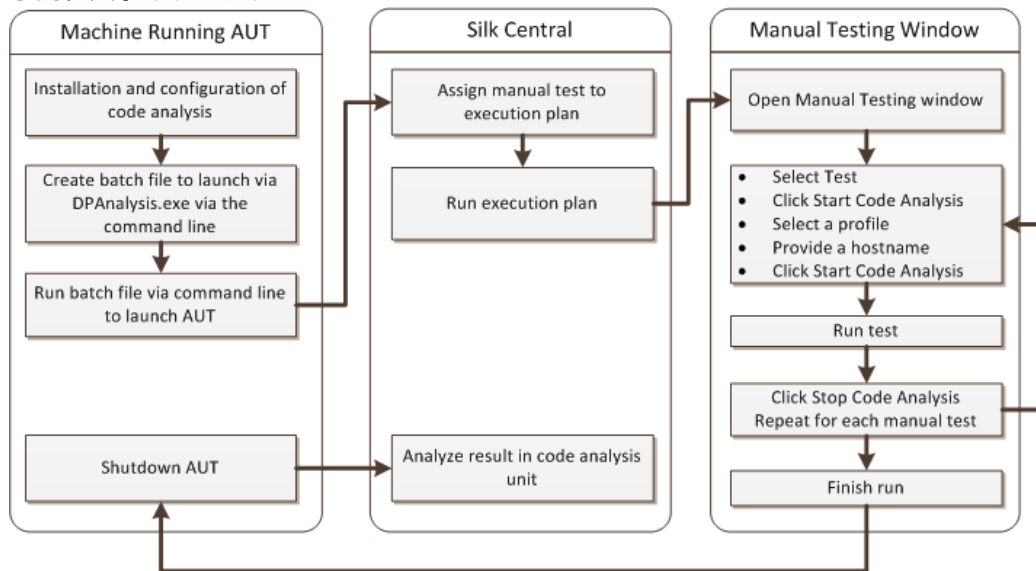 Machine Running AUT
Installation and configuration of
code analysis
Create batch file to launch via
DPAnalysis.exe via the
command line
Run batch file via command line
to launch AUT
Shutdown AUT
Silk Central
Assign manual test to
execution plan
Run execution plan
Analyze result in code analysis
unit
Manual Testing Window
Open Manual Testing window
• Select Test
• Click Start Code Analysis
• Select a profile
• Provide a hostname
• Click Start Code Analysis
Run test
Click Stop Code Analysis
Repeat for each manual test
Finish run